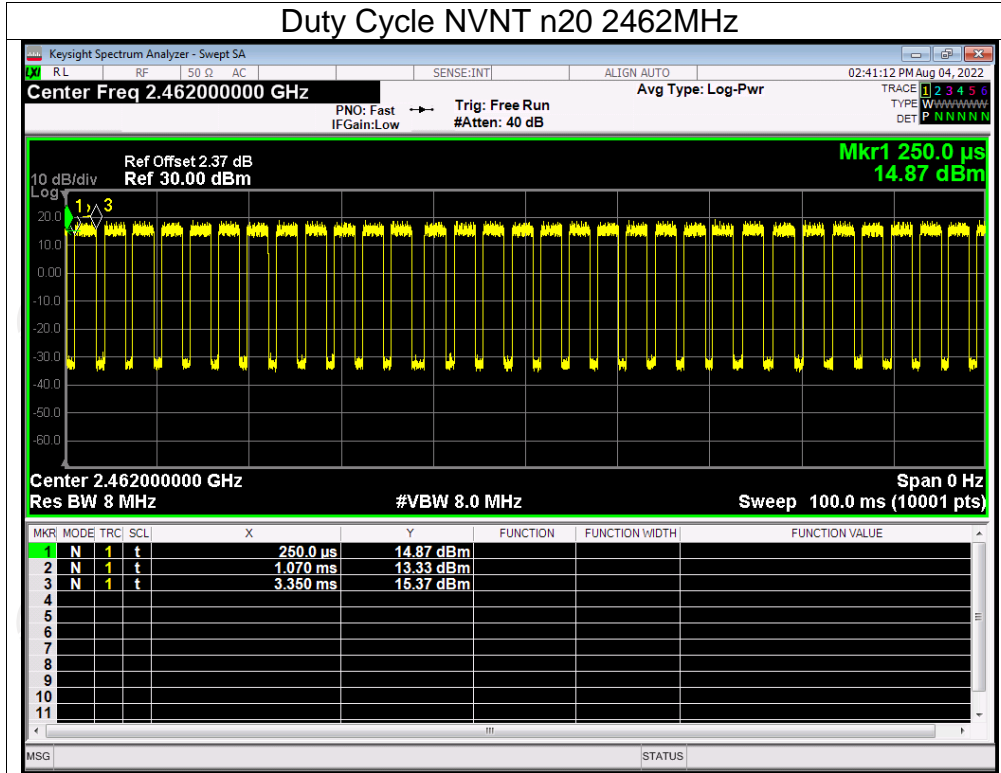 Duty Cycle NVNT n20 2462MHz
Keysight Spectrum Analyzer - Swept SA
LXI RL RF 50 Ω AC SENSE:INT ALIGN AUTO 02:41:12 PM Aug 04, 2022
Center Freq 2.462000000 GHz
PNO: Fast
IFGain:Low
Trig: Free Run
#Atten: 40 dB
Avg Type: Log-Pwr
TRACE 1 2 3 4 5 6
TYPE W
DET P N N N N N
Mkr1 250.0 µs
14.87 dBm
Ref Offset 2.37 dB
10 dB/div Ref 30.00 dBm
Log
1 3
20.0
10.0
0.00
-10.0
-20.0
-30.0
-40.0
-50.0
-60.0
Center 2.462000000 GHz Span 0 Hz
Res BW 8 MHz #VBW 8.0 MHz Sweep 100.0 ms (10001 pts)
MKR MODE TRC SCL X Y FUNCTION FUNCTION WIDTH FUNCTION VALUE
1 N 1 t 250.0 µs 14.87 dBm
2 N 1 t 1.070 ms 13.33 dBm
3 N 1 t 3.350 ms 15.37 dBm
4
5
6
7
8
9
10
11
MSG STATUS